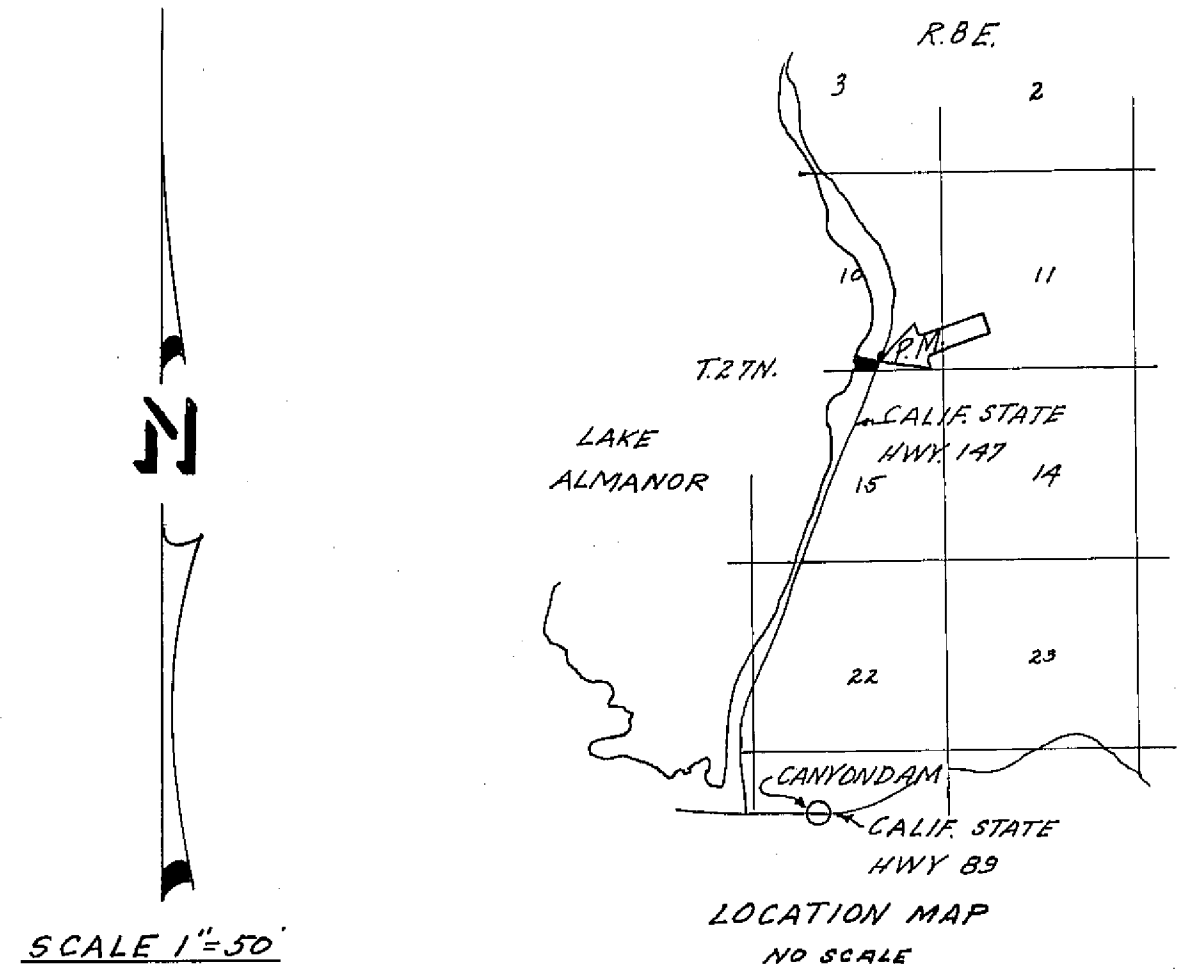 R.8E.
3
2
10
11
P.M.
T.27N.
CALIF. STATE
HWY. 147
LAKE
ALMANOR
15
14
N
22
23
CANYONDAM
CALIF. STATE
HWY 89
LOCATION MAP
NO SCALE
SCALE 1"=50'